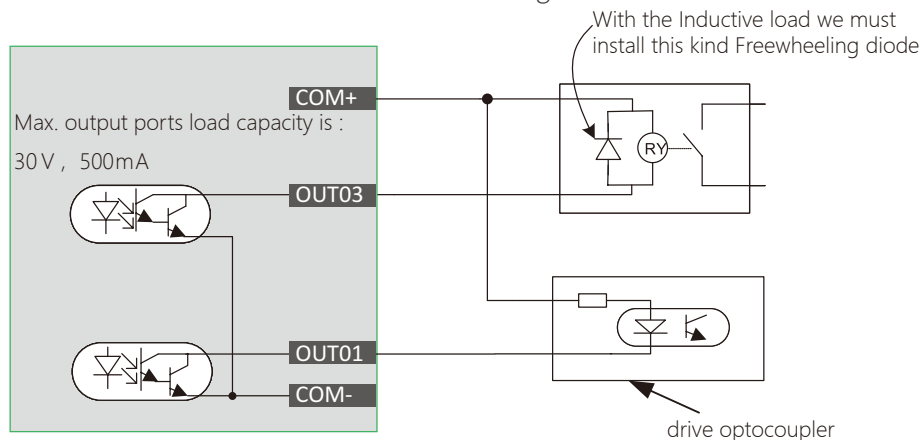 With the Inductive load we must
install this kind Freewheeling diode
COM+
Max. output ports load capacity is :
30V , 500mA
RY
OUT03
OUT01
COM-
drive optocoupler